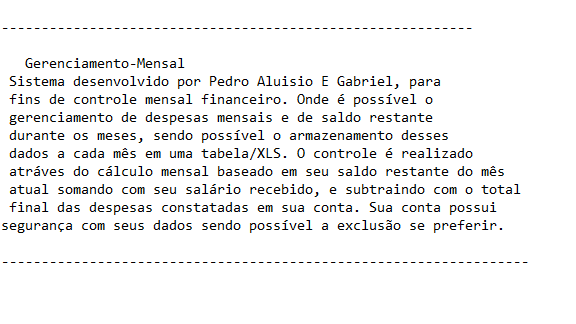 -----------------------------------------------------------
Gerenciamento-Mensal
Sistema desenvolvido por Pedro Aluisio E Gabriel, para
fins de controle mensal financeiro. Onde é possível o
gerenciamento de despesas mensais e de saldo restante
durante os meses, sendo possível o armazenamento desses
dados a cada mês em uma tabela/XLS. O controle é realizado
atráves do cálculo mensal baseado em seu saldo restante do mês
atual somando com seu salário recebido, e subtraindo com o total
final das despesas constatadas em sua conta. Sua conta possui
segurança com seus dados sendo possível a exclusão se preferir.
------------------------------------------------------------------